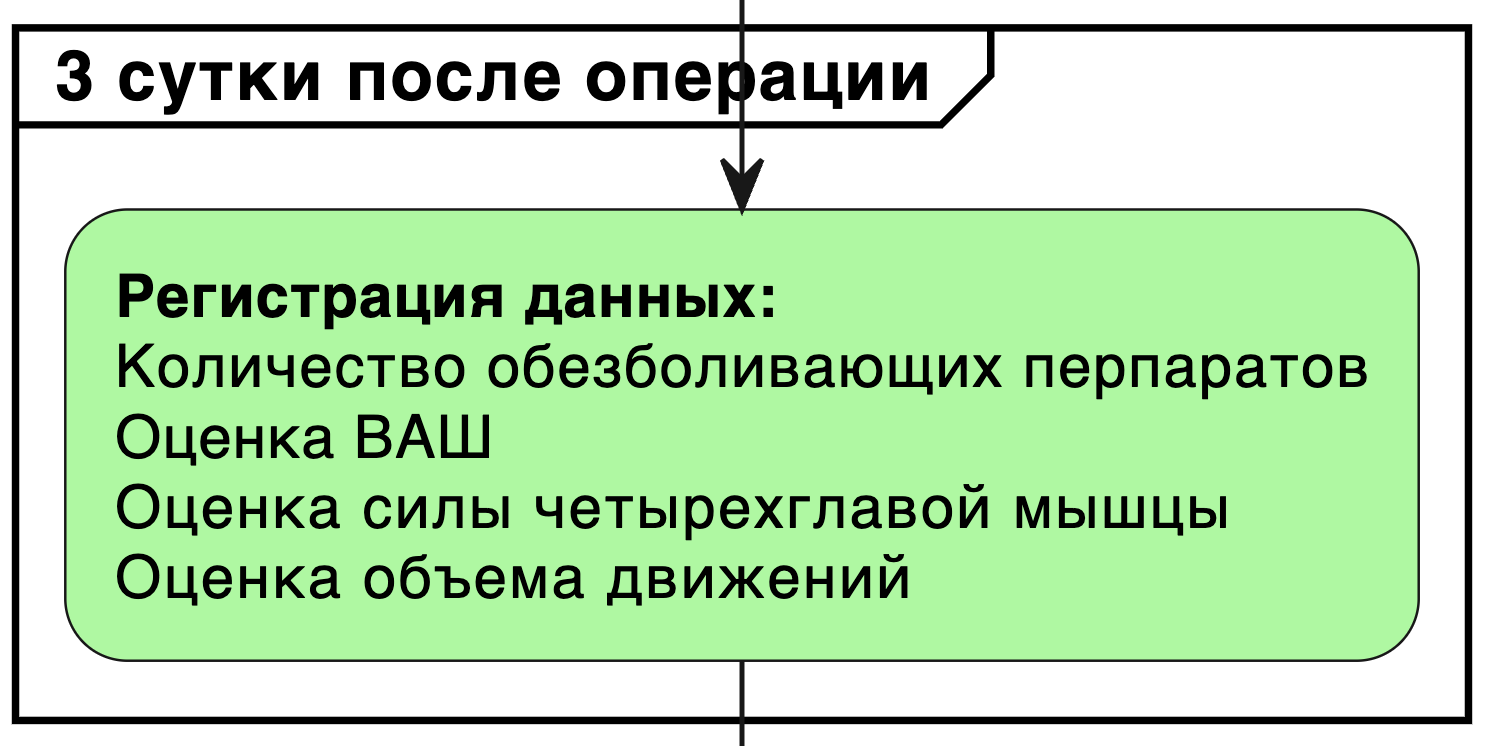 3 сутки после операции
Регистрация данных:
Количество обезболивающих перпаратов
Оценка ВАШ
Оценка силы четырехглавой мышцы
Оценка объема движений